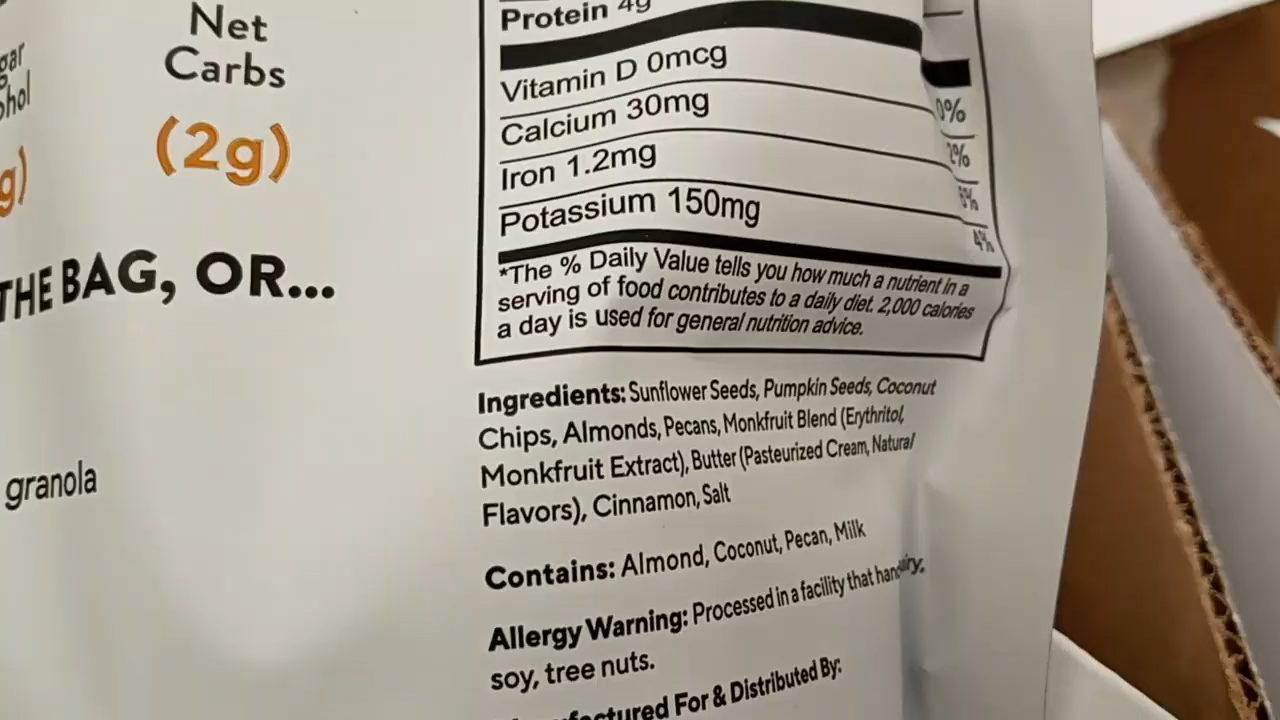 Net
Carbs
(2g)
THE BAG, OR...
granola
Protein 4g
Vitamin D 0mcg 0%
Calcium 30mg 2%
Iron 1.2mg 6%
Potassium 150mg 4%
*The % Daily Value tells you how much a nutrient in a
serving of food contributes to a daily diet. 2,000 calories
a day is used for general nutrition advice.
Ingredients: Sunflower Seeds, Pumpkin Seeds, Coconut
Chips, Almonds, Pecans, Monkfruit Blend (Erythritol,
Monkfruit Extract), Butter (Pasteurized Cream, Natural
Flavors), Cinnamon, Salt
Contains: Almond, Coconut, Pecan, Milk
Allergy Warning: Processed in a facility that
soy, tree nuts.
For & Distributed By: